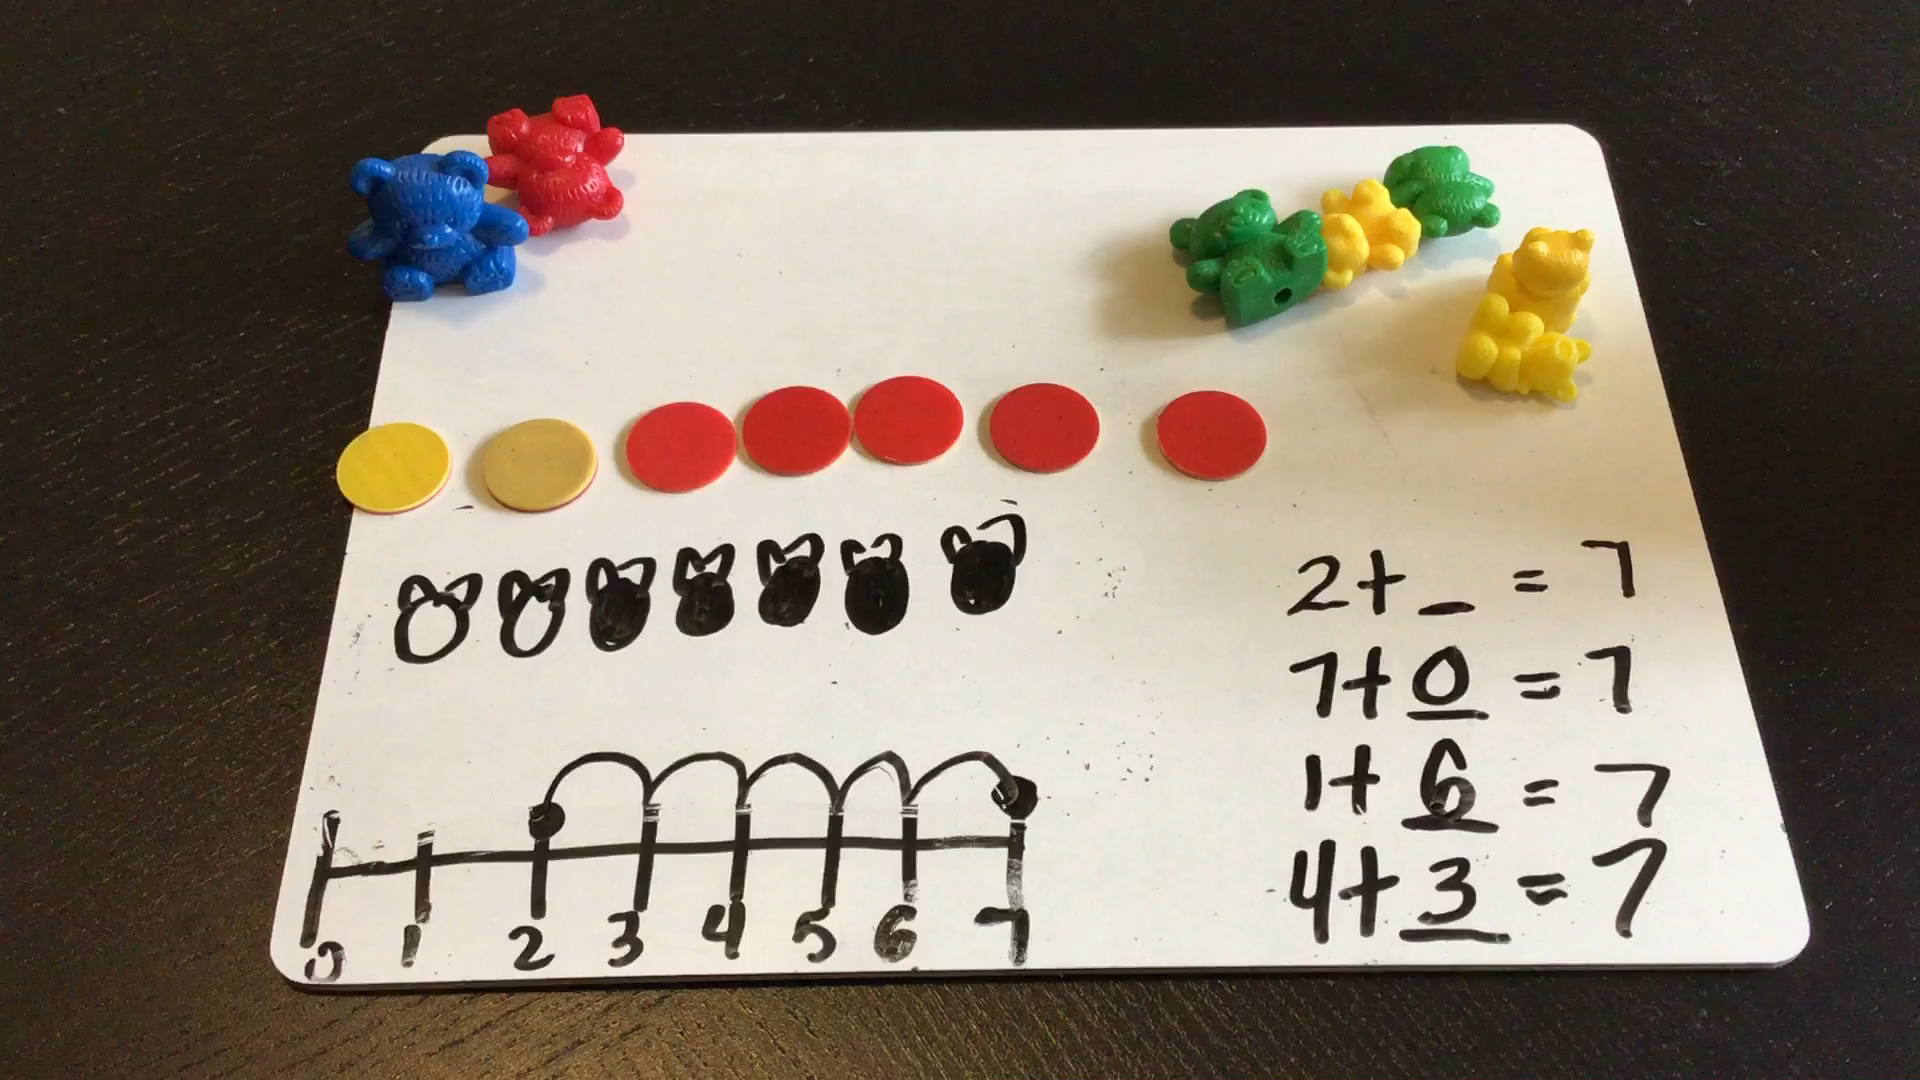 2 + _ = 7
7 + 0 = 7
1 + 6 = 7
4 + 3 = 7
0 1 2 3 4 5 6 7